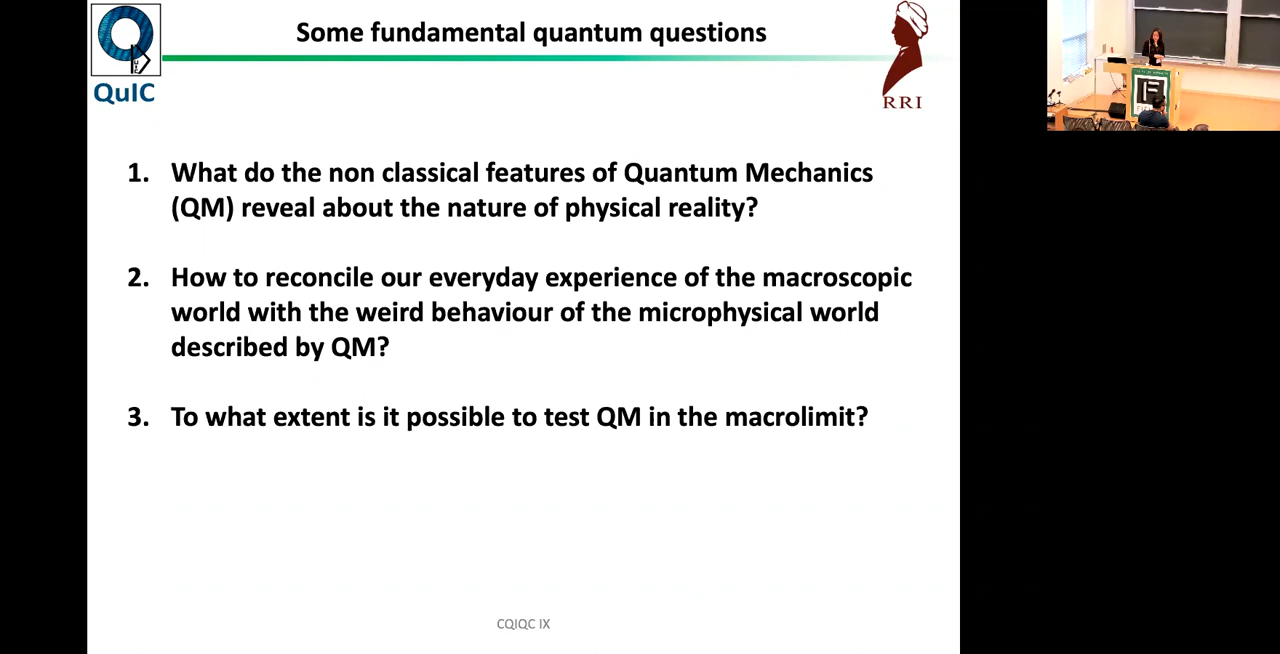 Some fundamental quantum questions
QuIC
RRI
1. What do the non classical features of Quantum Mechanics
(QM) reveal about the nature of physical reality?
2. How to reconcile our everyday experience of the macroscopic
world with the weird behaviour of the microphysical world
described by QM?
3. To what extent is it possible to test QM in the macrolimit?
CQIQC IX